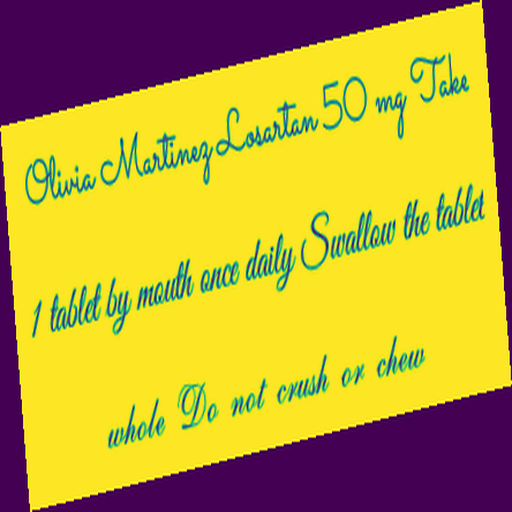 Olivia Martinez Losartan 50 mg Take
1 tablet by mouth once daily Swallow the tablet
whole Do not crush or chew